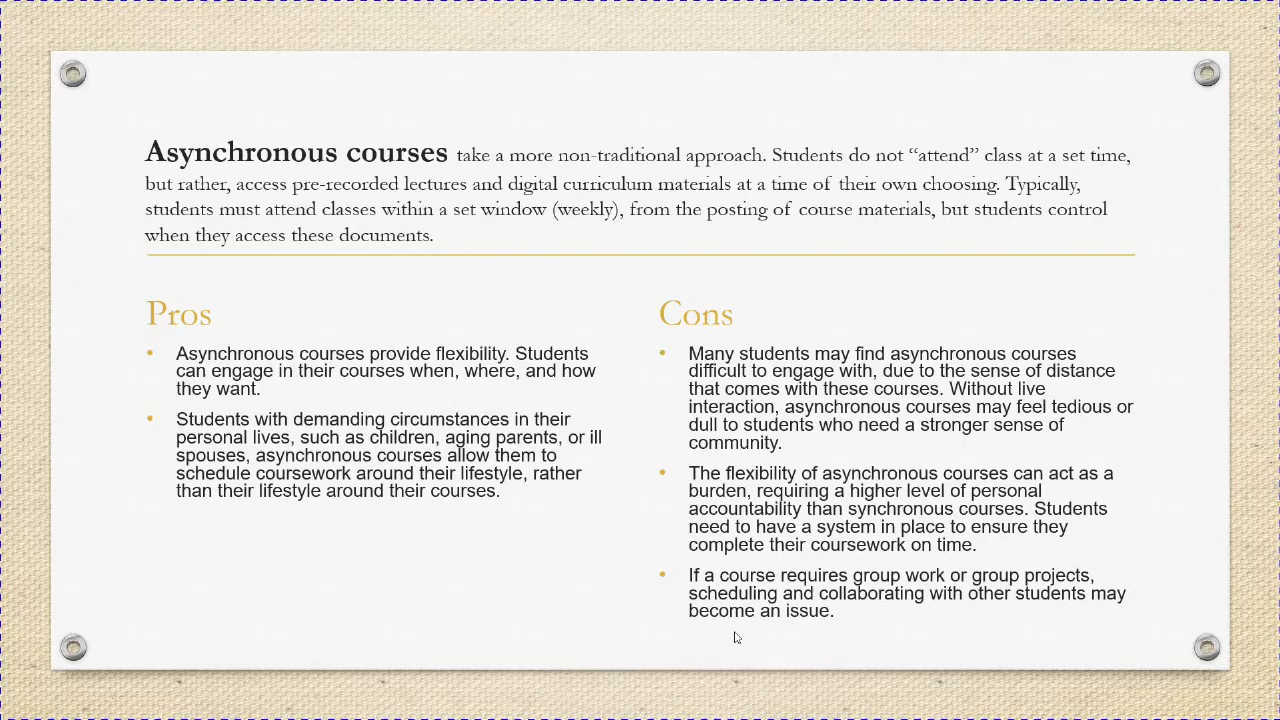 Asynchronous courses take a more non-traditional approach. Students do not “attend” class at a set time,
but rather, access pre-recorded lectures and digital curriculum materials at a time of their own choosing. Typically,
students must attend classes within a set window (weekly), from the posting of course materials, but students control
when they access these documents.
Pros
• Asynchronous courses provide flexibility. Students
can engage in their courses when, where, and how
they want.
• Students with demanding circumstances in their
personal lives, such as children, aging parents, or ill
spouses, asynchronous courses allow them to
schedule coursework around their lifestyle, rather
than their lifestyle around their courses.
Cons
• Many students may find asynchronous courses
difficult to engage with, due to the sense of distance
that comes with these courses. Without live
interaction, asynchronous courses may feel tedious or
dull to students who need a stronger sense of
community.
• The flexibility of asynchronous courses can act as a
burden, requiring a higher level of personal
accountability than synchronous courses. Students
need to have a system in place to ensure they
complete their coursework on time.
• If a course requires group work or group projects,
scheduling and collaborating with other students may
become an issue.